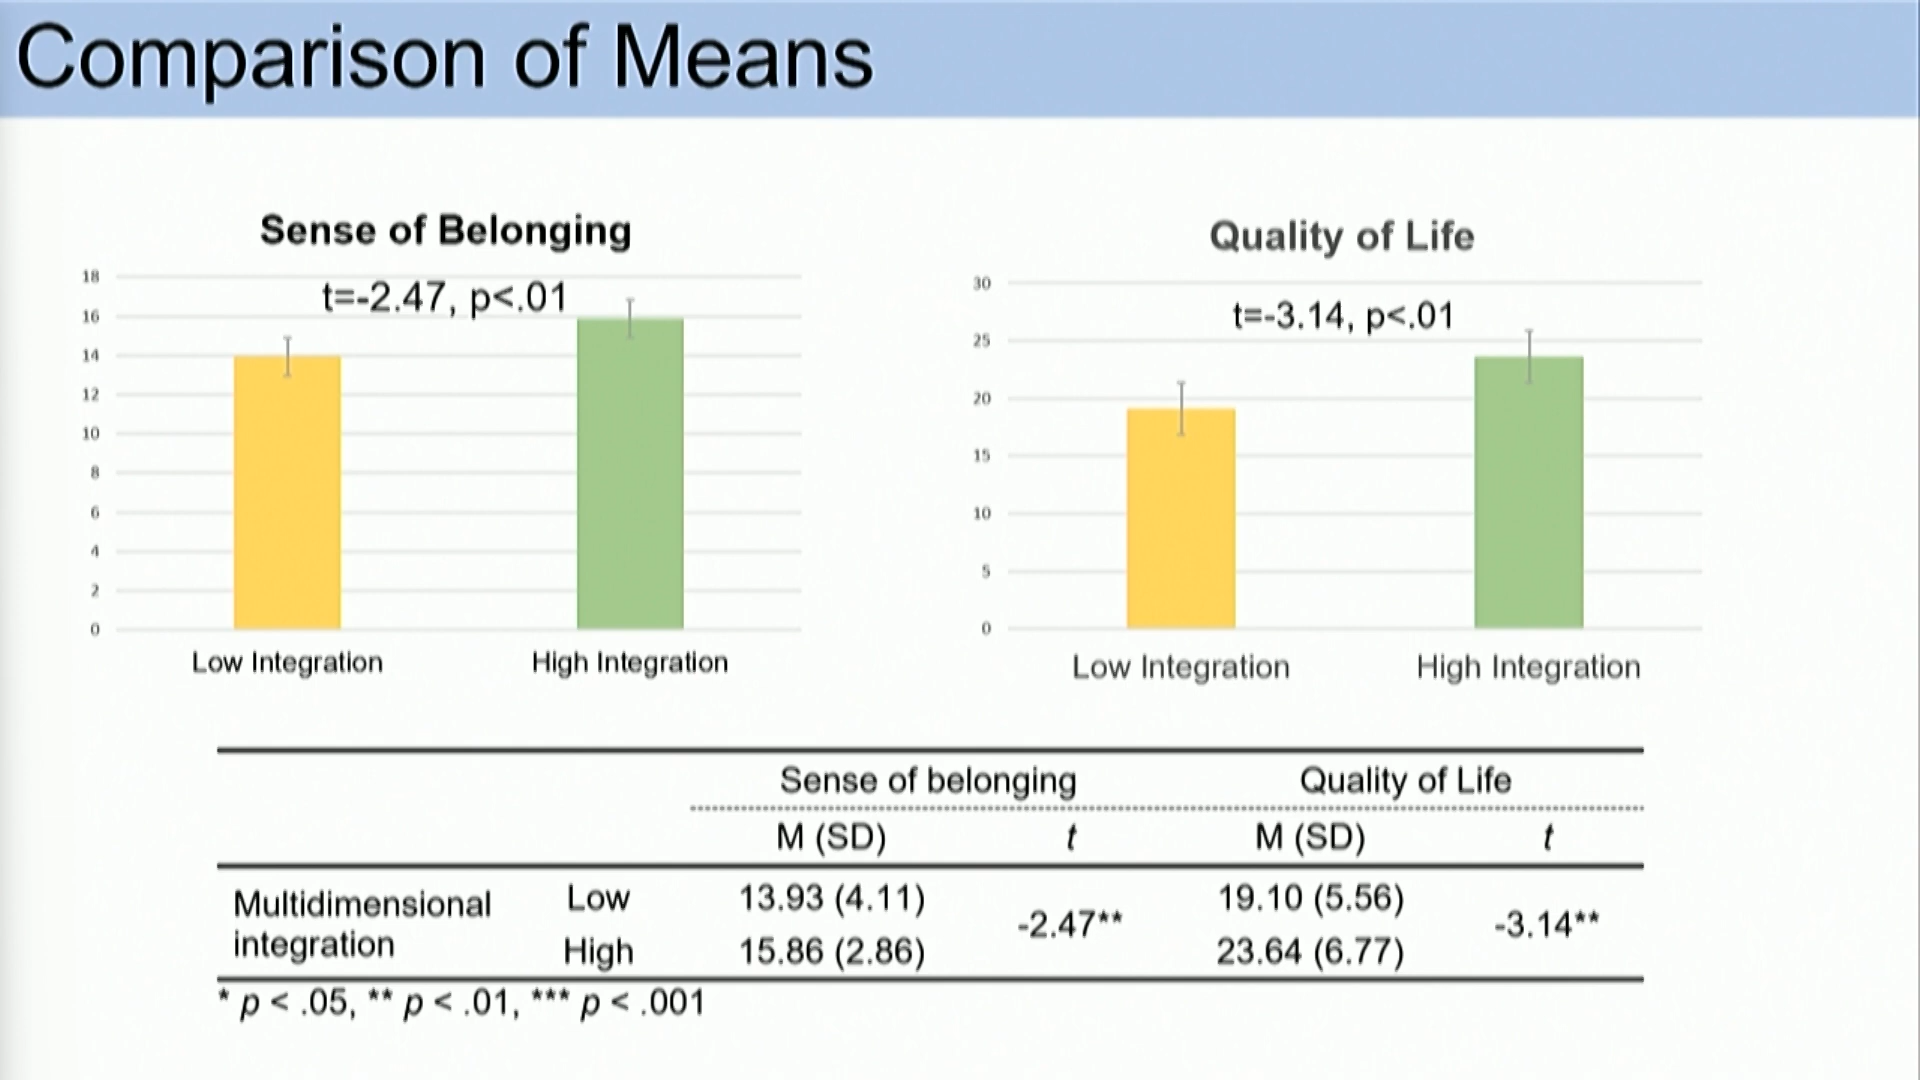 Comparison of Means
Sense of Belonging
t=-2.47, p<.01
18
16
14
12
10
8
6
4
2
0
Low Integration High Integration
Quality of Life
t=-3.14, p<.01
30
25
20
15
10
5
0
Low Integration High Integration
Sense of belonging Quality of Life
M (SD) t M (SD) t
Multidimensional integration Low 13.93 (4.11) -2.47** 19.10 (5.56) -3.14**
High 15.86 (2.86) 23.64 (6.77)
* p < .05, ** p < .01, *** p < .001